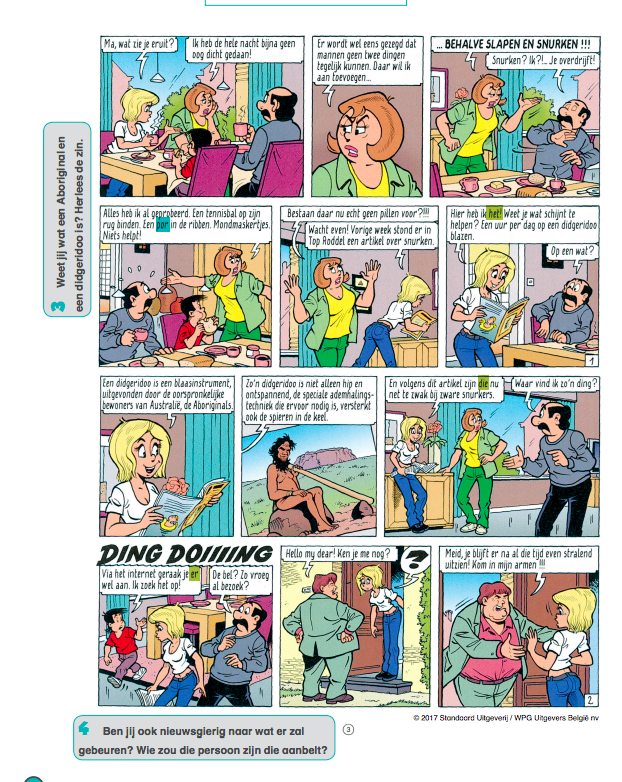 Ma, wat zie je eruit?
Ik heb de hele nacht bijna geen
oog dicht gedaan!
Er wordt wel eens gezegd dat
mannen geen twee dingen
tegelijk kunnen. Daar wil ik
aan toevoegen...
... BEHALVE SLAPEN EN SNURKEN !!!
Snurken? Ik?!.. Je overdrijft!
3 Weet jij wat een Aboriginal en
een didgeridoo is? Herlees de zin.
Alles heb ik al geprobeerd. Een tennisbal op zijn
rug binden. Een por in de ribben. Mondmaskertjes.
Niets helpt!
Bestaan daar nu echt geen pillen voor?!!!
Wacht even! Vorige week stond er in
Top Roddel een artikel over snurken.
Hier heb ik het! Weet je wat schijnt te
helpen? Een uur per dag op een didgeridoo
blazen.
Op een wat?
1
Een didgeridoo is een blaasinstrument,
uitgevonden door de oorspronkelijke
bewoners van Australië, de Aboriginals.
Zo'n didgeridoo is niet alleen hip en
ontspannend, de speciale ademhalings-
techniek die ervoor nodig is, versterkt
ook de spieren in de keel.
En volgens dit artikel zijn die nu
net te zwak bij zware snurkers.
Waar vind ik zo'n ding?
DING DOIIIING
Via het internet geraak je er
wel aan. Ik zoek het op!
De bel? Zo vroeg
al bezoek?
Hello my dear! Ken je me nog?
?
Meid, je blijft er na al die tijd even stralend
uitzien! Kom in mijn armen!!!
2
© 2017 Standaard Uitgeverij / WPG Uitgevers België nv
4 Ben jij ook nieuwsgierig naar wat er zal
gebeuren? Wie zou die persoon zijn die aanbelt?
3